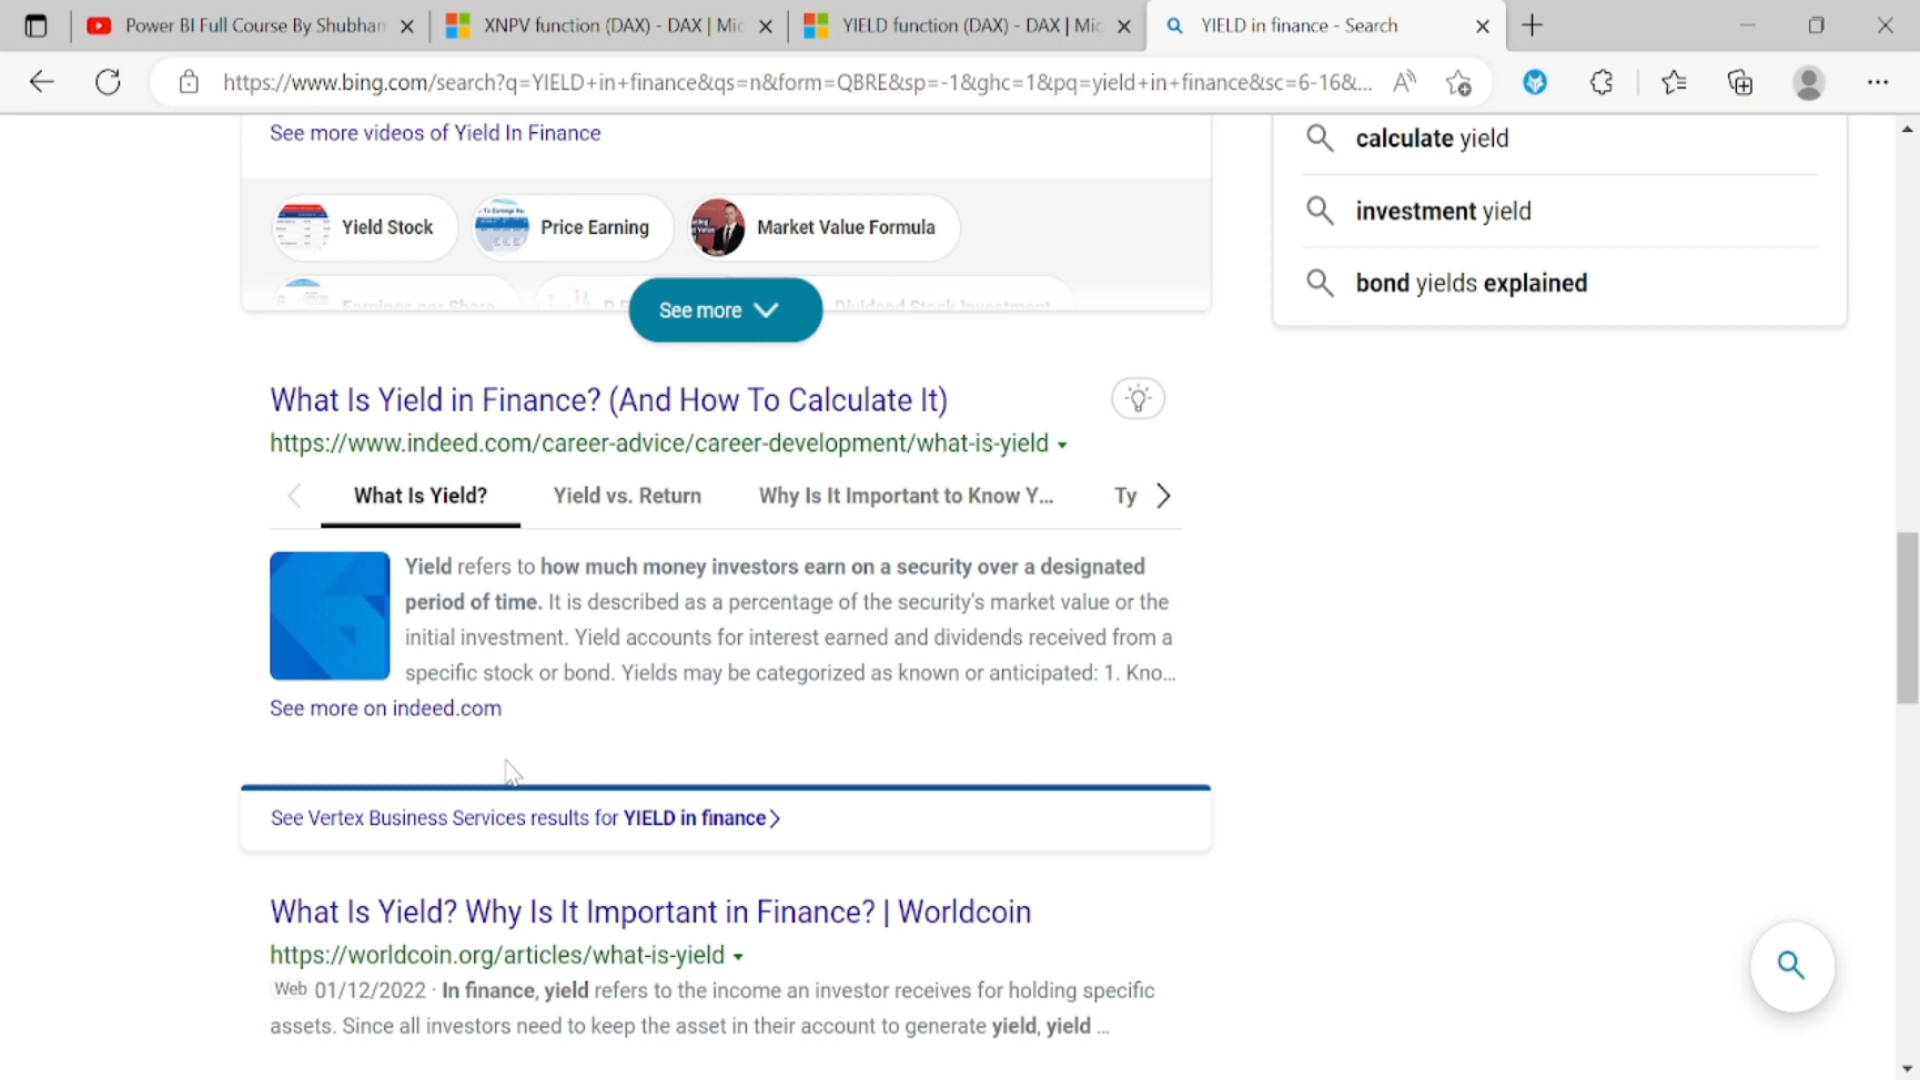 Power BI Full Course By Shubhan
XNPV function (DAX) - DAX | Mic
YIELD function (DAX) - DAX | Mic
YIELD in finance - Search
https://www.bing.com/search?q=YIELD+in+finance&qs=n&form=QBRE&sp=-1&ghc=1&pq=yield+in+finance&sc=6-16&...
See more videos of Yield In Finance
calculate yield
investment yield
bond yields explained
Yield Stock
Price Earning
Market Value Formula
Earnings per Share
Dividend Stock Investment
See more
What Is Yield in Finance? (And How To Calculate It)
https://www.indeed.com/career-advice/career-development/what-is-yield
What Is Yield?
Yield vs. Return
Why Is It Important to Know Y...
Ty
Yield refers to how much money investors earn on a security over a designated
period of time. It is described as a percentage of the security's market value or the
initial investment. Yield accounts for interest earned and dividends received from a
specific stock or bond. Yields may be categorized as known or anticipated: 1. Kno...
See more on indeed.com
See Vertex Business Services results for YIELD in finance
What Is Yield? Why Is It Important in Finance? | Worldcoin
https://worldcoin.org/articles/what-is-yield
Web 01/12/2022 · In finance, yield refers to the income an investor receives for holding specific
assets. Since all investors need to keep the asset in their account to generate yield, yield ...